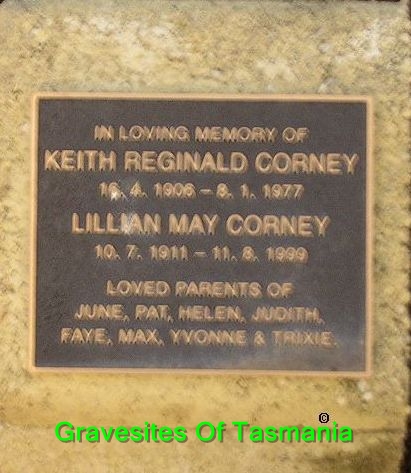 IN LOVING MEMORY OF
KEITH REGINALD CORNEY
16. 4. 1906 – 8. 1. 1977
LILLIAN MAY CORNEY
10. 7. 1911 – 11. 8. 1999
LOVED PARENTS OF
JUNE, PAT, HELEN, JUDITH,
FAYE, MAX, YVONNE & TRIXIE.
©
Gravesites Of Tasmania